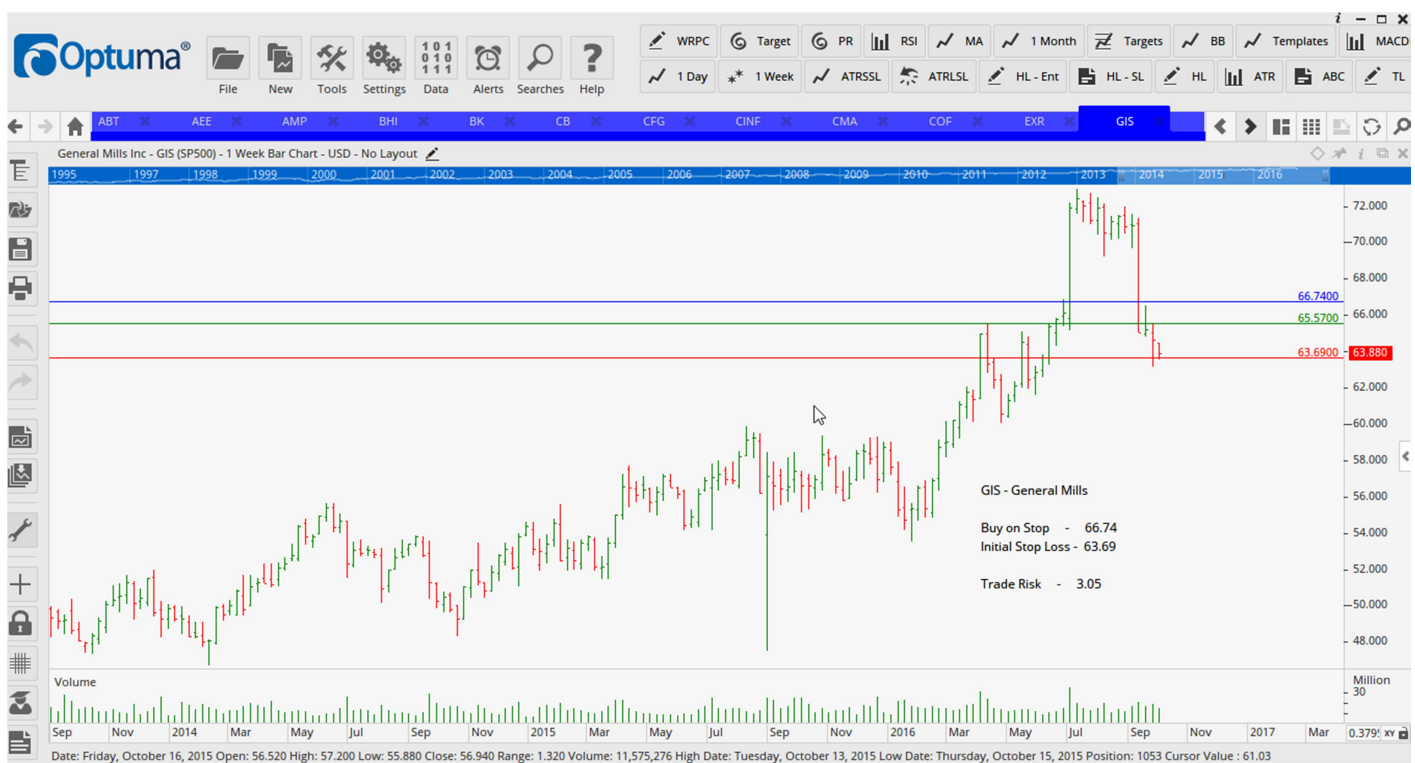 i
Optuma®
File New Tools Settings Data Alerts Searches Help
WRPC Target PR RSI MA 1 Month Targets BB Templates MACD
1 Day 1 Week ATRSSL ATRLSL HL - Ent HL - SL HL ATR ABC TL
ABT AEE AMP BHI BK CB CFG CINF CMA COF EXR GIS
General Mills Inc - GIS (SP500) - 1 Week Bar Chart - USD - No Layout
1995 1997 1998 1999 2000 2001 2002 2003 2004 2005 2006 2007 2008 2009 2010 2011 2012 2013 2014 2015 2016
72.000
70.000
68.000
66.7400
66.000
65.5700
63.6900 63.880
62.000
60.000
58.000
56.000
54.000
52.000
50.000
48.000
GIS - General Mills
Buy on Stop - 66.74
Initial Stop Loss - 63.69
Trade Risk - 3.05
Volume
Million
30
Sep Nov 2014 Mar May Jul Sep Nov 2015 Mar May Jul Sep Nov 2016 Mar May Jul Sep Nov 2017 Mar XY
Date: Friday, October 16, 2015 Open: 56.520 High: 57.200 Low: 55.880 Close: 56.940 Range: 1.320 Volume: 11,575,276 High Date: Tuesday, October 13, 2015 Low Date: Thursday, October 15, 2015 Position: 1053 Cursor Value : 61.03